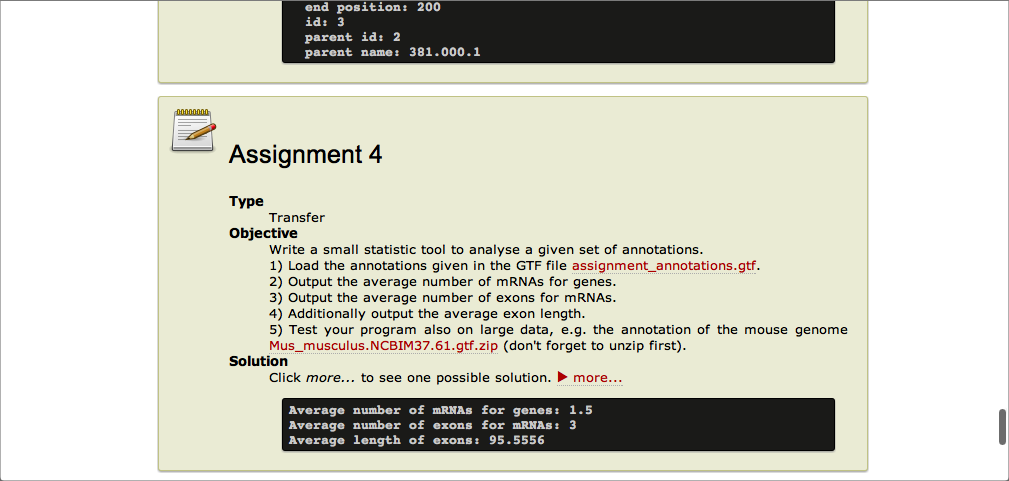 end position: 200
id: 3
parent id: 2
parent name: 381.000.1
Assignment 4
Type
Transfer
Objective
Write a small statistic tool to analyse a given set of annotations.
1) Load the annotations given in the GTF file assignment_annotations.gtf.
2) Output the average number of mRNAs for genes.
3) Output the average number of exons for mRNAs.
4) Additionally output the average exon length.
5) Test your program also on large data, e.g. the annotation of the mouse genome
Mus_musculus.NCBIM37.61.gtf.zip (don't forget to unzip first).
Solution
Click more... to see one possible solution. ▶ more...
Average number of mRNAs for genes: 1.5
Average number of exons for mRNAs: 3
Average length of exons: 95.5556